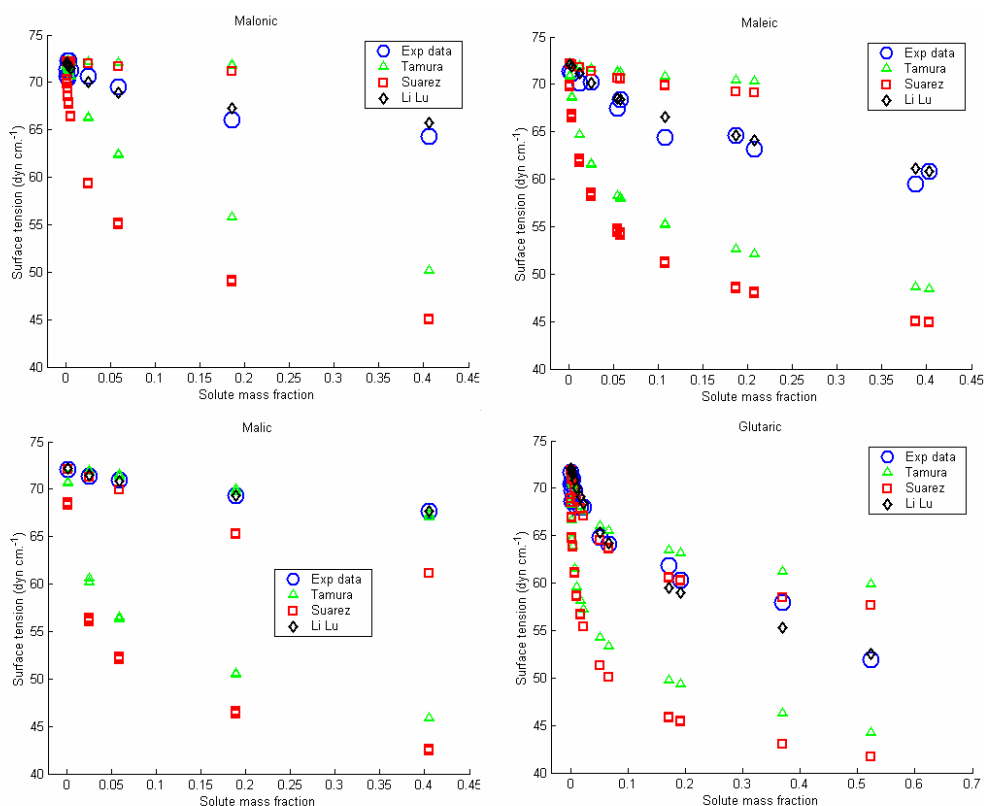 Malonic
75
70
65
60
55
50
45
40
Surface tension (dyn cm⁻¹)
Exp data
Tamura
Suarez
Li Lu
0 0.05 0.1 0.15 0.2 0.25 0.3 0.35 0.4 0.45
Solute mass fraction
Maleic
75
70
65
60
55
50
45
40
Surface tension (dyn cm⁻¹)
Exp data
Tamura
Suarez
Li Lu
0 0.05 0.1 0.15 0.2 0.25 0.3 0.35 0.4 0.45
Solute mass fraction
Malic
75
70
65
60
55
50
45
40
Surface tension (dyn cm⁻¹)
Exp data
Tamura
Suarez
Li Lu
0 0.05 0.1 0.15 0.2 0.25 0.3 0.35 0.4 0.45
Solute mass fraction
Glutaric
75
70
65
60
55
50
45
40
Surface tension (dyn cm⁻¹)
Exp data
Tamura
Suarez
Li Lu
0 0.1 0.2 0.3 0.4 0.5 0.6 0.7
Solute mass fraction